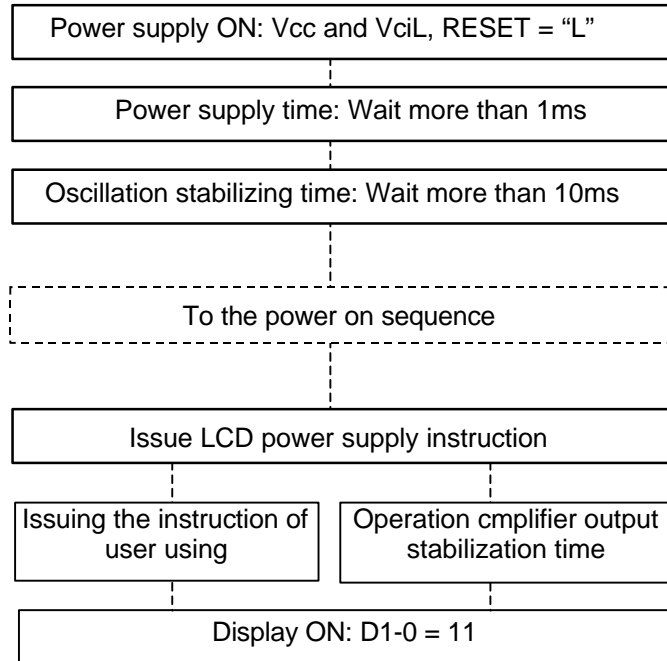 Power supply ON: Vcc and VciL, RESET = “L”
Power supply time: Wait more than 1ms
Oscillation stabilizing time: Wait more than 10ms
To the power on sequence
Issue LCD power supply instruction
Issuing the instruction of
user using
Operation cmplifier output
stabilization time
Display ON: D1-0 = 11